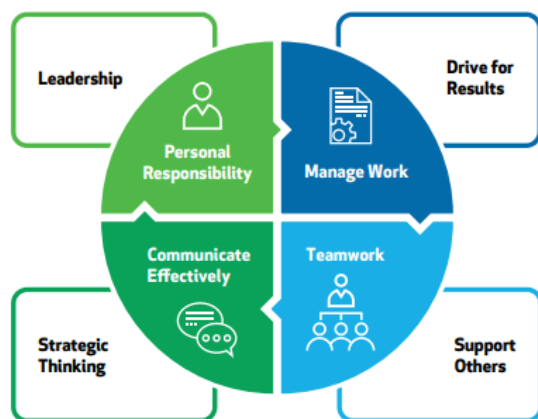 Leadership
Drive for
Results
Personal
Responsibility
Manage Work
Communicate
Effectively
Teamwork
Strategic
Thinking
Support
Others